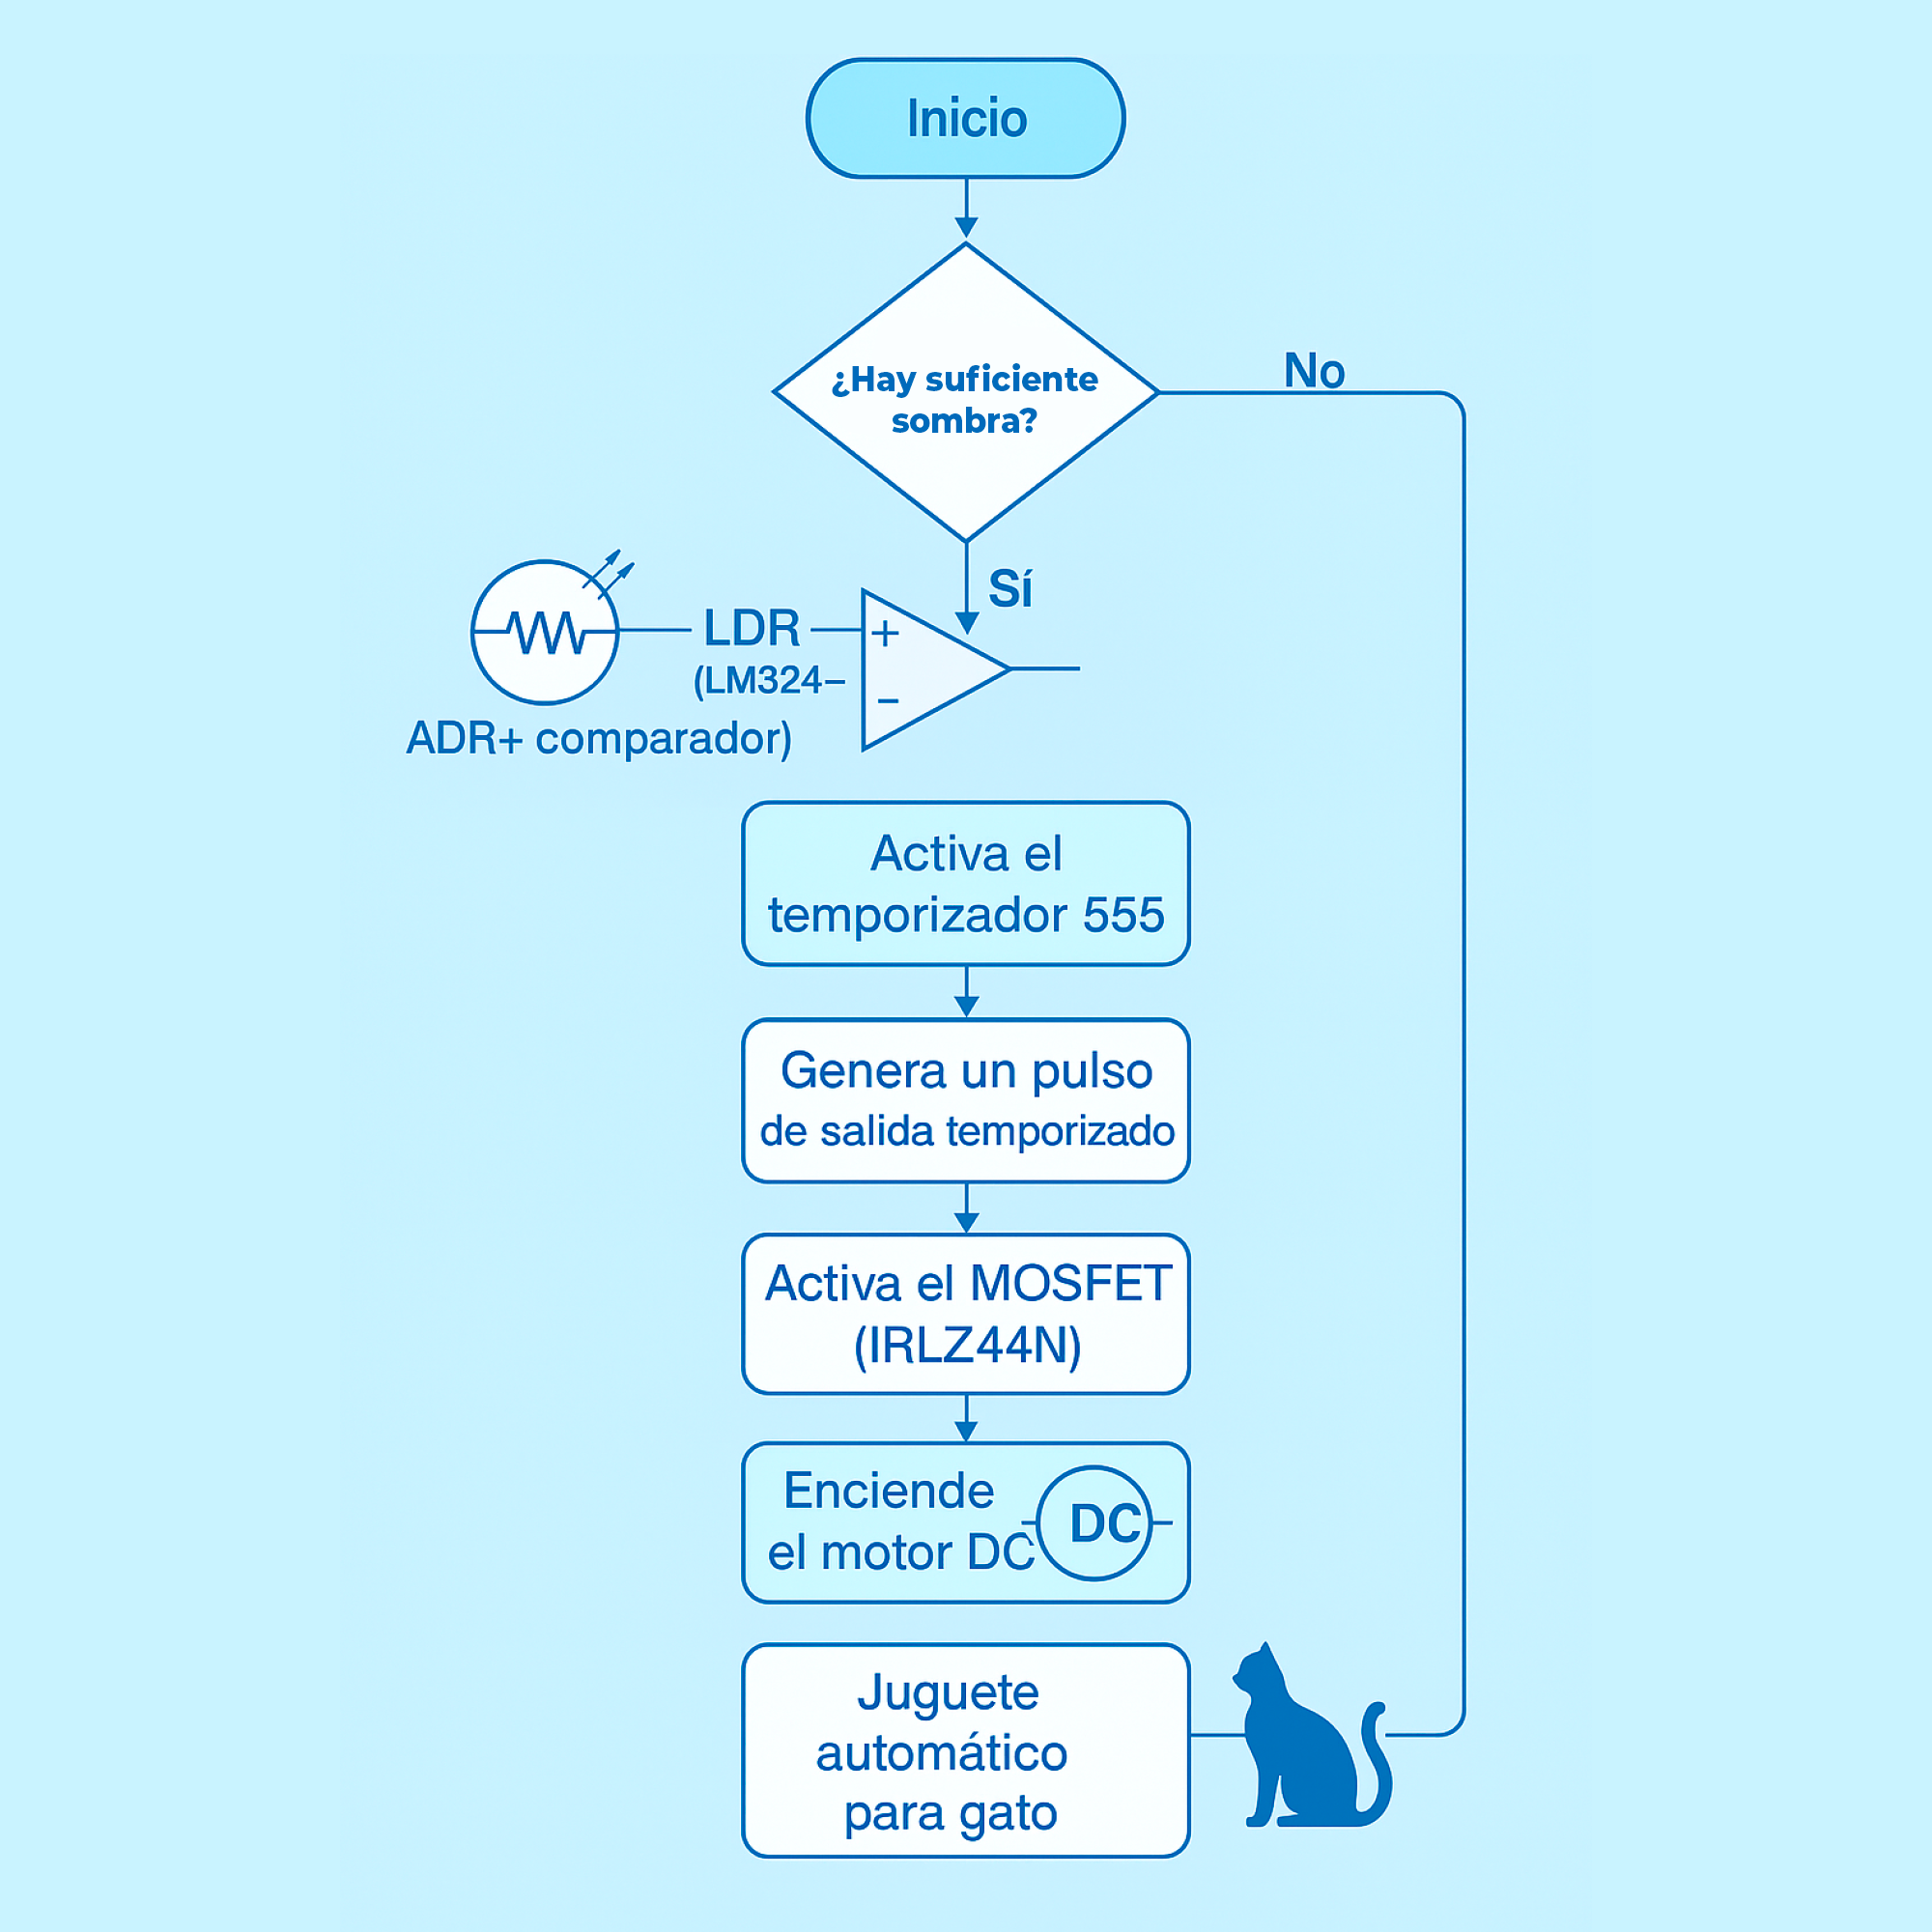 Inicio
¿Hay suficiente
sombra?
No
Sí
LDR
(LM324–
ADR+ comparador)
+
–
Activa el
temporizador 555
Genera un pulso
de salida temporizado
Activa el MOSFET
(IRLZ44N)
Enciende
el motor DC
DC
Juguete
automático
para gato